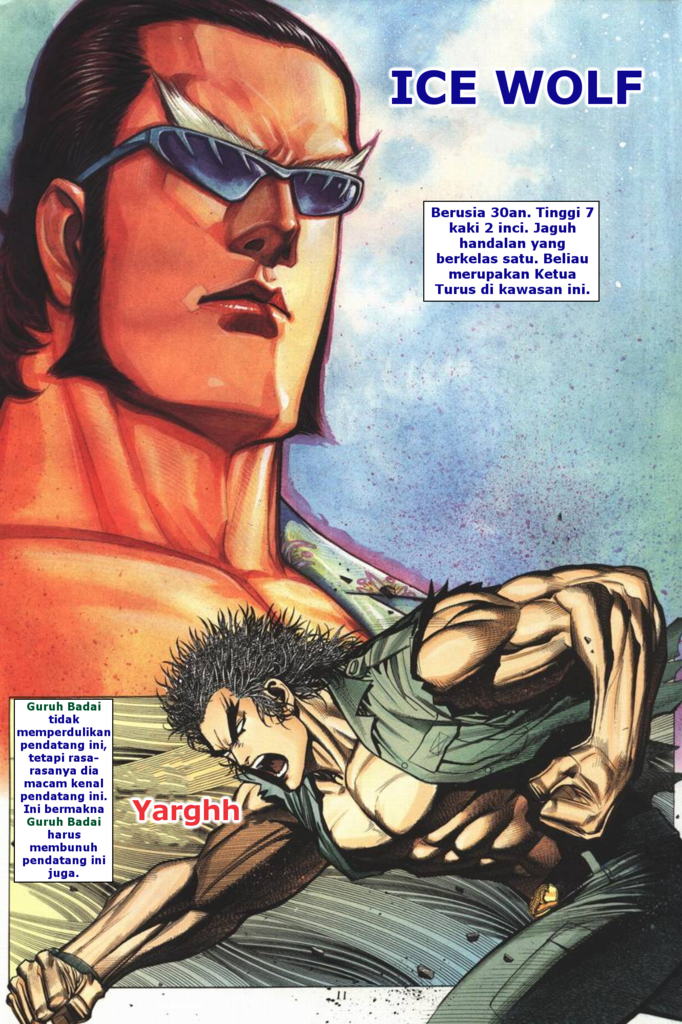 ICE WOLF
Berusia 30an. Tinggi 7
kaki 2 inci. Jaguh
handalan yang
berkelas satu. Beliau
merupakan Ketua
Turus di kawasan ini.
Guruh Badai
tidak
memperdulikan
pendatang ini,
tetapi rasa-
rasanya dia
macam kenal
pendatang ini.
Ini bermakna
Guruh Badai
harus
membunuh
pendatang ini
juga.
Yarghh
11